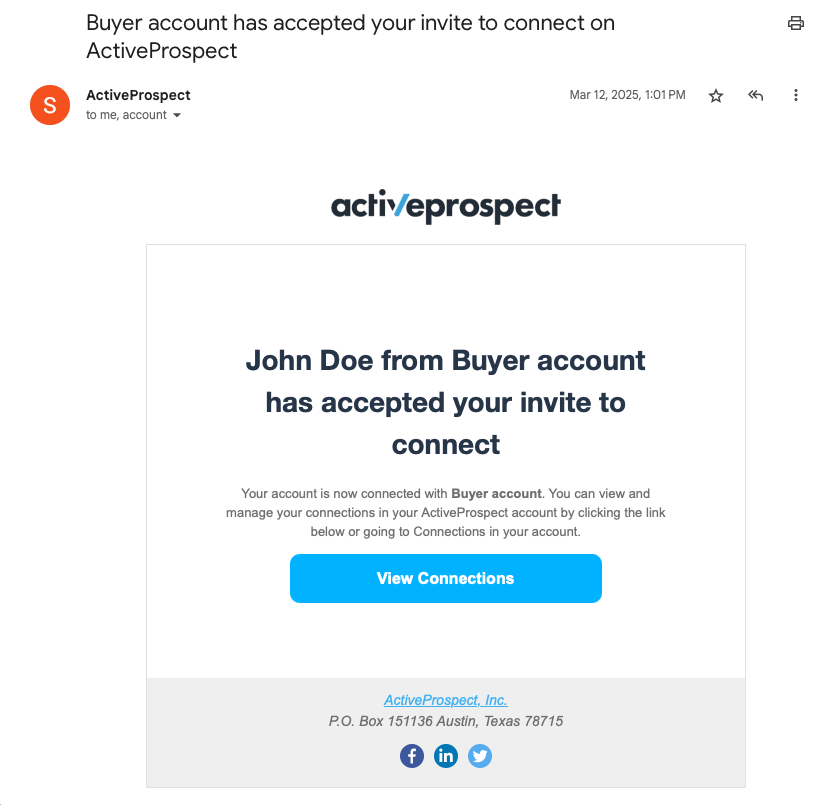 Buyer account has accepted your invite to connect on
ActiveProspect
S
ActiveProspect
Mar 12, 2025, 1:01 PM
to me, account
activeprospect
John Doe from Buyer account
has accepted your invite to
connect
Your account is now connected with Buyer account. You can view and
manage your connections in your ActiveProspect account by clicking the link
below or going to Connections in your account.
View Connections
ActiveProspect, Inc.
P.O. Box 151136 Austin, Texas 78715
f in